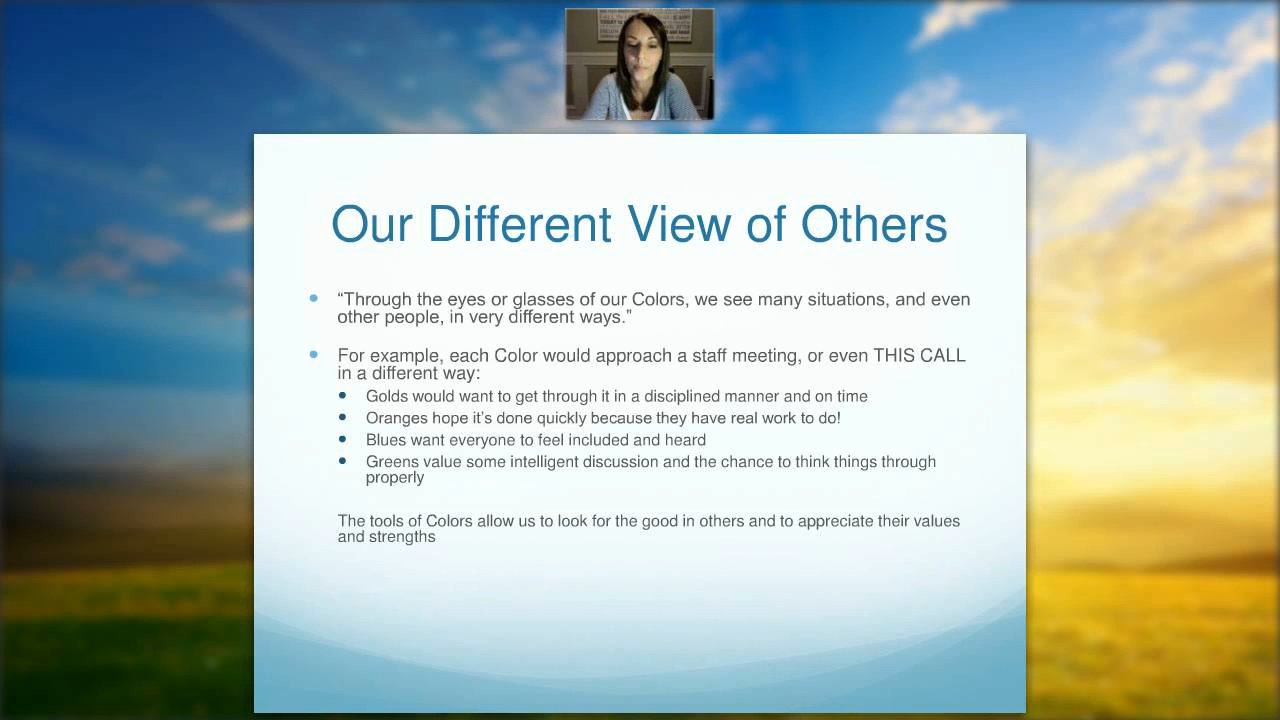 Our Different View of Others
“Through the eyes or glasses of our Colors, we see many situations, and even
other people, in very different ways.”
For example, each Color would approach a staff meeting, or even THIS CALL
in a different way:
Golds would want to get through it in a disciplined manner and on time
Oranges hope it’s done quickly because they have real work to do!
Blues want everyone to feel included and heard
Greens value some intelligent discussion and the chance to think things through
properly
The tools of Colors allow us to look for the good in others and to appreciate their values
and strengths